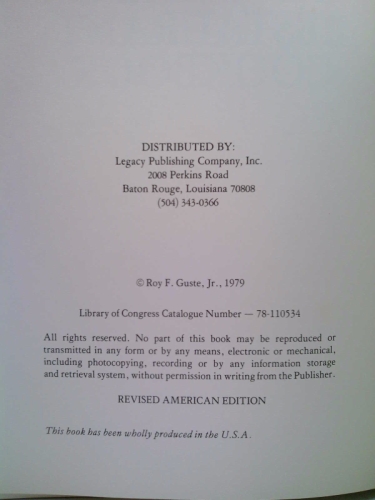 DISTRIBUTED BY:
Legacy Publishing Company, Inc.
2008 Perkins Road
Baton Rouge, Louisiana 70808
(504) 343-0366
© Roy F. Guste, Jr., 1979
Library of Congress Catalogue Number — 78-110534
All rights reserved. No part of this book may be reproduced or
transmitted in any form or by any means, electronic or mechanical,
including photocopying, recording or by any information storage
and retrieval system, without permission in writing from the Publisher.
REVISED AMERICAN EDITION
This book has been wholly produced in the U.S.A.